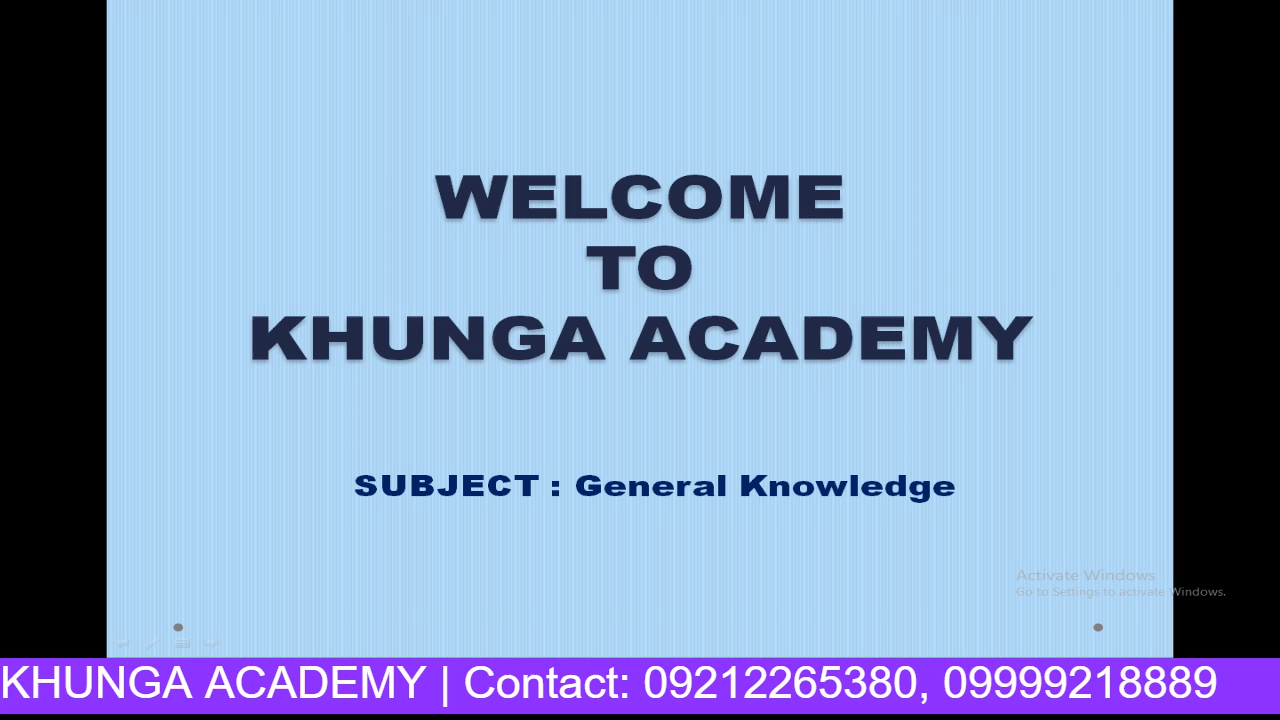 WELCOME
TO
KHUNGA ACADEMY
SUBJECT : General Knowledge
Activate Windows
Go to Settings to activate Windows.
KHUNGA ACADEMY | Contact: 09212265380, 09999218889